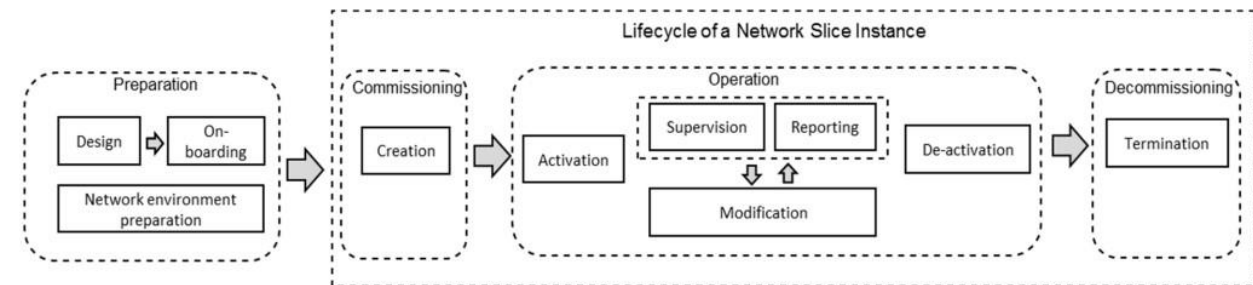 Lifecycle of a Network Slice Instance
Preparation
Design
On-
boarding
Network environment
preparation
Commissioning
Creation
Operation
Activation
Supervision
Reporting
Modification
De-activation
Decommissioning
Termination